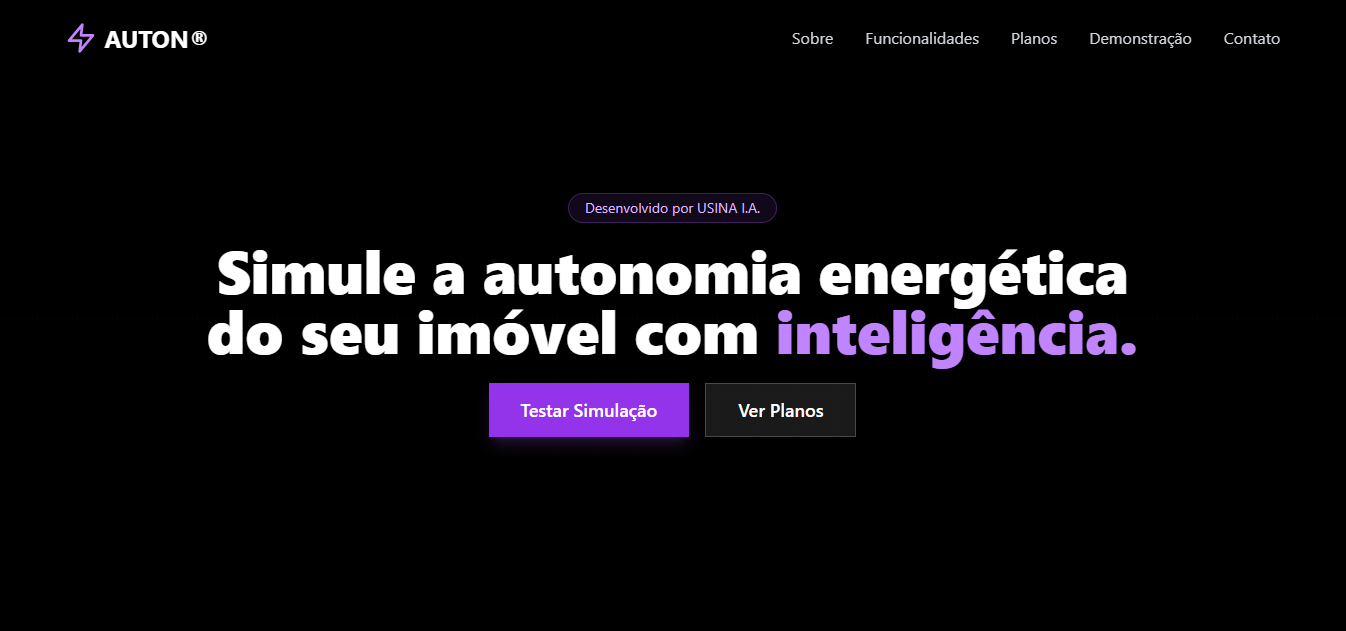 AUTON®
Sobre Funcionalidades Planos Demonstração Contato
Desenvolvido por USINA I.A.
Simule a autonomia energética
do seu imóvel com inteligência.
Testar Simulação Ver Planos